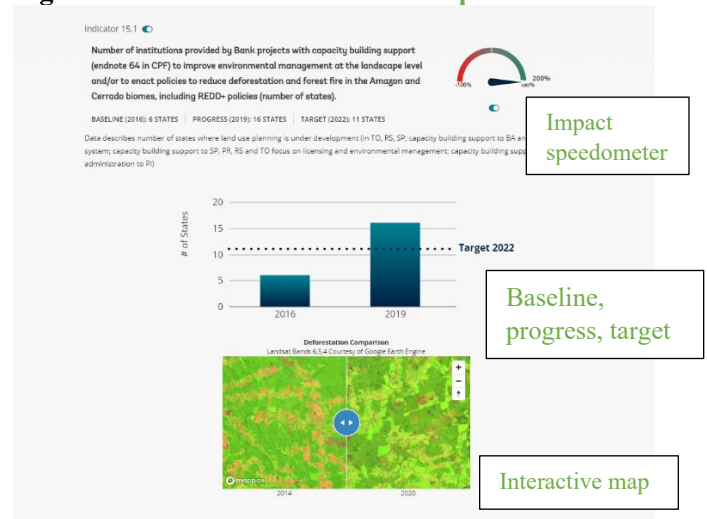 Indicator 15.1
Number of institutions provided by Bank projects with capacity building support
(endnote 64 in CPF) to improve environmental management at the landscape level
and/or to enact policies to reduce deforestation and forest fire in the Amazon and
Cerrado biomes, including REDD+ policies (number of states).
-100%
200%
BASELINE (2016): 6 STATES | PROGRESS (2019): 16 STATES | TARGET (2022): 11 STATES
Data describes number of states where land use planning is under development (in TO, RS, SP, capacity building support to BA
system; capacity building support to SP, PR, RS and TO focus on licensing and environmental management; capacity building
administration to PI)
Impact
speedometer
# of States
20
15
10
5
0
Target 2022
2016
2019
Baseline,
progress, target
Deforestation Comparison
Landsat Bands 6,5,4 Courtesy of Google Earth Engine
+
−
mapbox
2014
2020
Interactive map